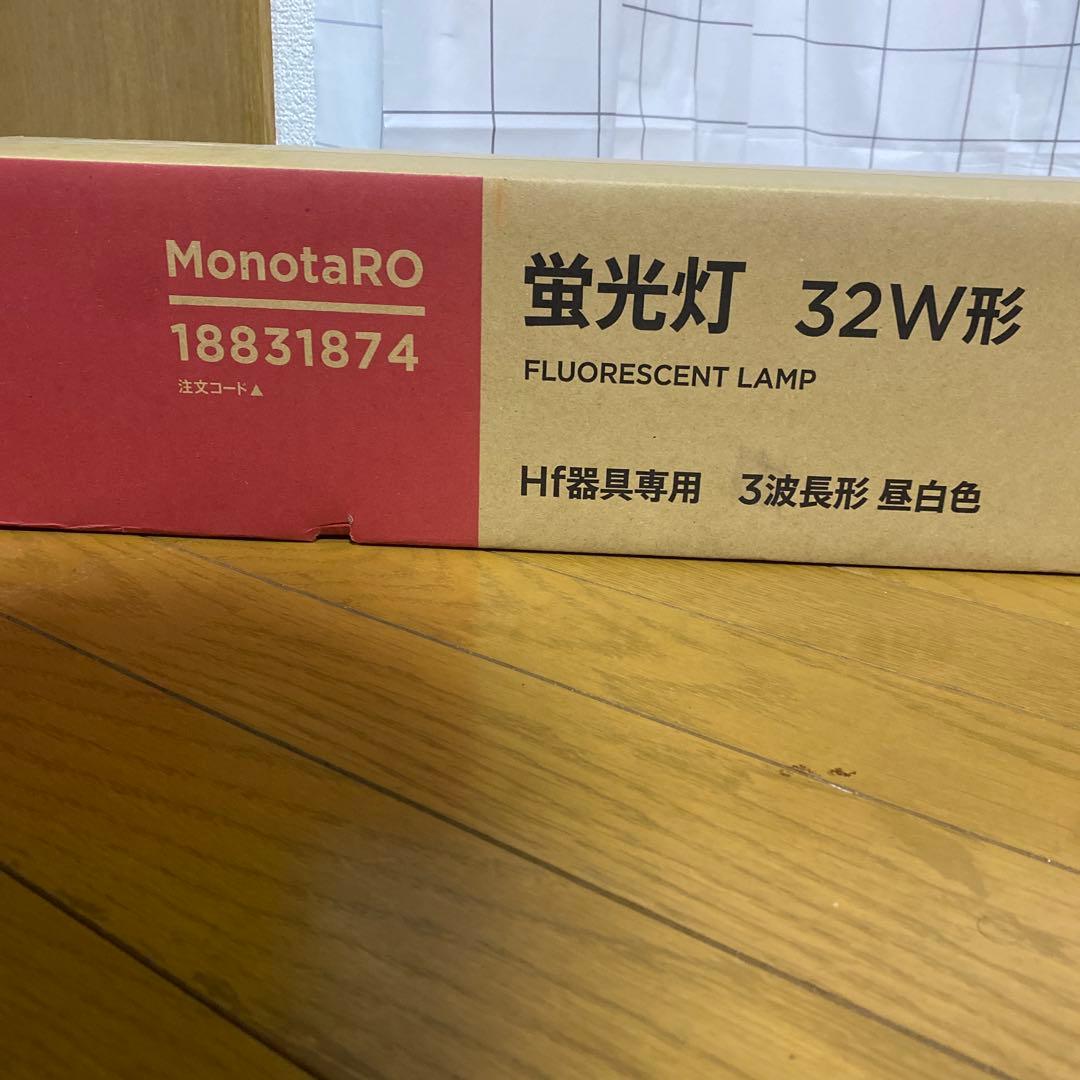 MonotaRO
18831874
注文コード▲
蛍光灯 32W形
FLUORESCENT LAMP
Hf器具専用 3波長形 昼白色